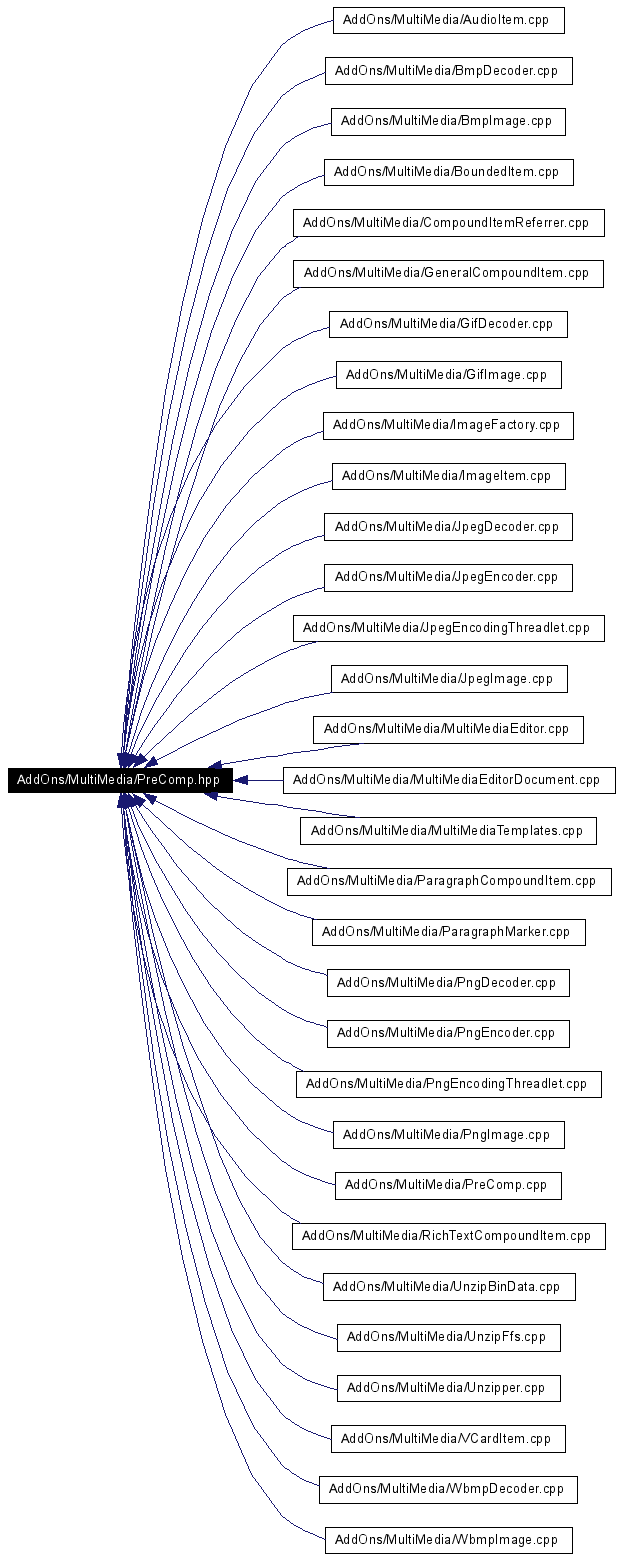 AddOns/MultiMedia/AudioItem.cpp
AddOns/MultiMedia/BmpDecoder.cpp
AddOns/MultiMedia/BmpImage.cpp
AddOns/MultiMedia/BoundedItem.cpp
AddOns/MultiMedia/CompoundItemReferrer.cpp
AddOns/MultiMedia/GeneralCompoundItem.cpp
AddOns/MultiMedia/GifDecoder.cpp
AddOns/MultiMedia/GifImage.cpp
AddOns/MultiMedia/ImageFactory.cpp
AddOns/MultiMedia/ImageItem.cpp
AddOns/MultiMedia/JpegDecoder.cpp
AddOns/MultiMedia/JpegEncoder.cpp
AddOns/MultiMedia/JpegEncodingThreadlet.cpp
AddOns/MultiMedia/JpegImage.cpp
AddOns/MultiMedia/MultiMediaEditor.cpp
AddOns/MultiMedia/PreComp.hpp
AddOns/MultiMedia/MultiMediaEditorDocument.cpp
AddOns/MultiMedia/MultiMediaTemplates.cpp
AddOns/MultiMedia/ParagraphCompoundItem.cpp
AddOns/MultiMedia/ParagraphMarker.cpp
AddOns/MultiMedia/PngDecoder.cpp
AddOns/MultiMedia/PngEncoder.cpp
AddOns/MultiMedia/PngEncodingThreadlet.cpp
AddOns/MultiMedia/PngImage.cpp
AddOns/MultiMedia/PreComp.cpp
AddOns/MultiMedia/RichTextCompoundItem.cpp
AddOns/MultiMedia/UnzipBinData.cpp
AddOns/MultiMedia/UnzipFfs.cpp
AddOns/MultiMedia/Unzipper.cpp
AddOns/MultiMedia/VCardItem.cpp
AddOns/MultiMedia/WbmpDecoder.cpp
AddOns/MultiMedia/WbmpImage.cpp